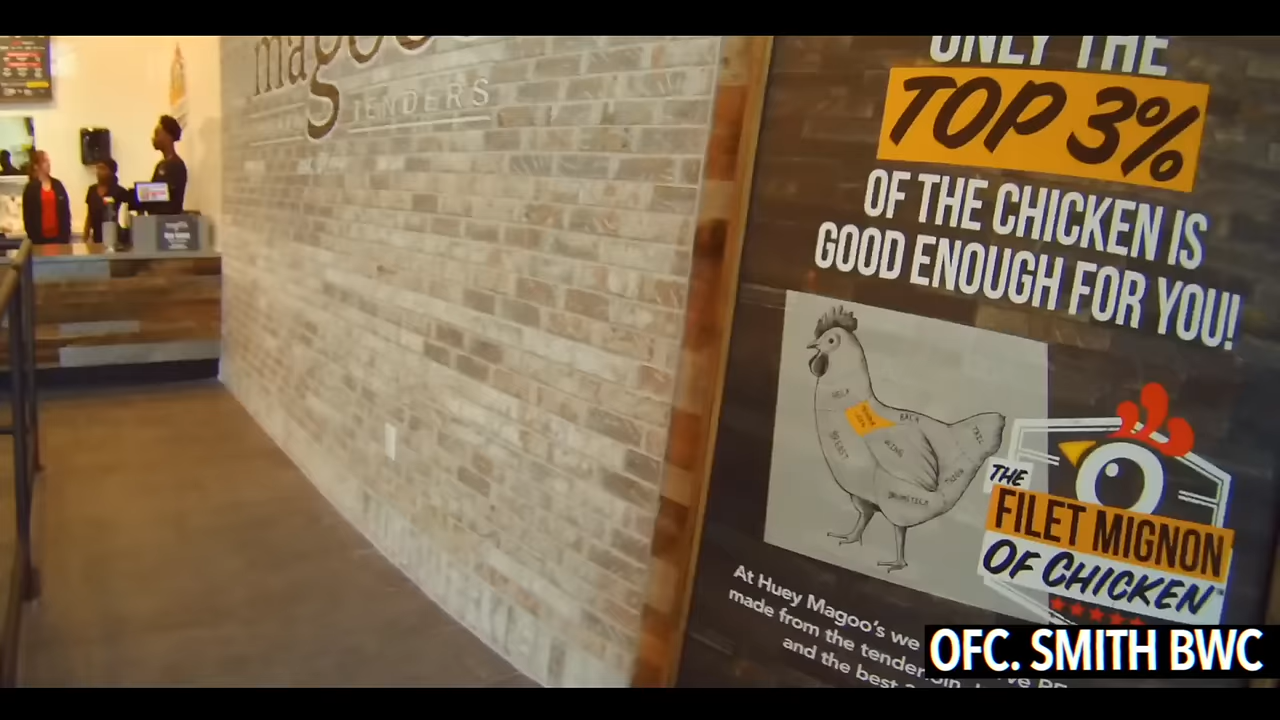 magoo
TENDERS
ONLY THE
TOP 3%
OF THE CHICKEN IS
GOOD ENOUGH FOR YOU!
NECK
BACK
TAIL
BREAST
WING
THIGH
DRUMSTICK
THE
FILET MIGNON
OF CHICKEN
At Huey Magoo's we
made from the tenderloin
and the best
OFC. SMITH BWC